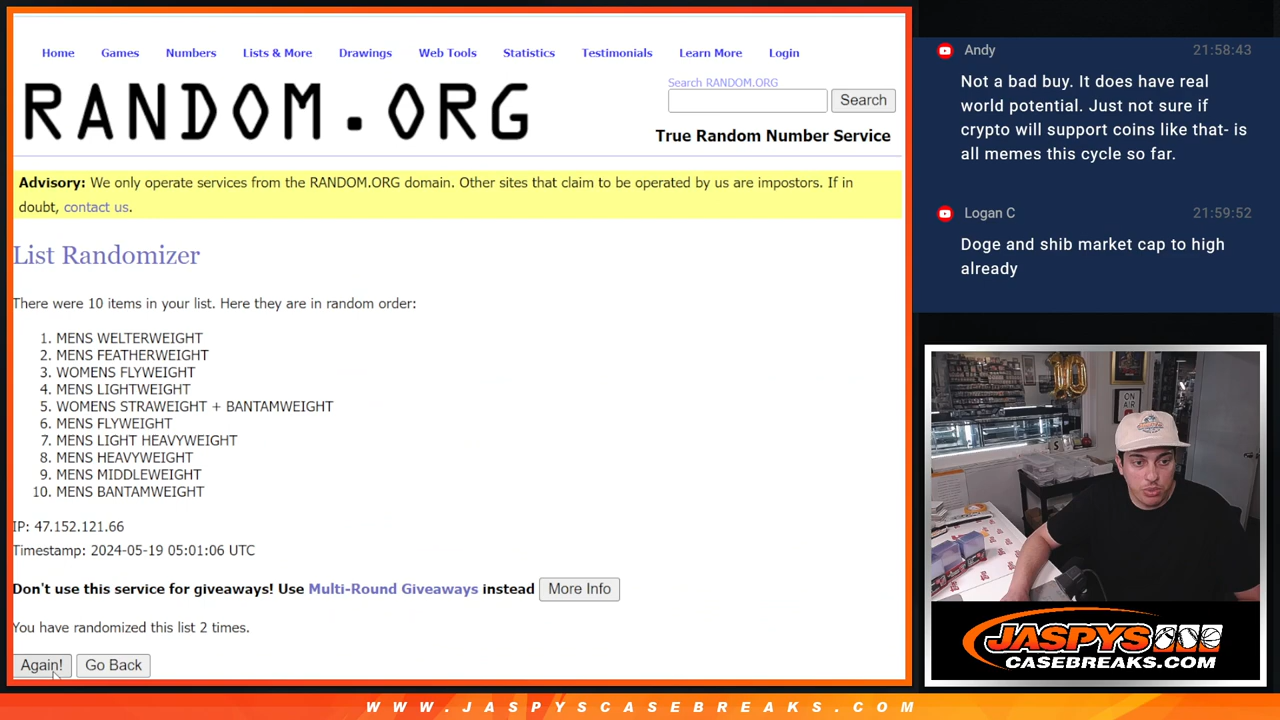 Home Games Numbers Lists & More Drawings Web Tools Statistics Testimonials Learn More Login
RANDOM.ORG
Search RANDOM.ORG
Search
True Random Number Service
Advisory: We only operate services from the RANDOM.ORG domain. Other sites that claim to be operated by us are impostors. If in
doubt, contact us.
List Randomizer
There were 10 items in your list. Here they are in random order:
1. MENS WELTERWEIGHT
2. MENS FEATHERWEIGHT
3. WOMENS FLYWEIGHT
4. MENS LIGHTWEIGHT
5. WOMENS STRAWEIGHT + BANTAMWEIGHT
6. MENS FLYWEIGHT
7. MENS LIGHT HEAVYWEIGHT
8. MENS HEAVYWEIGHT
9. MENS MIDDLEWEIGHT
10. MENS BANTAMWEIGHT
IP: 47.152.121.66
Timestamp: 2024-05-19 05:01:06 UTC
Don't use this service for giveaways! Use Multi-Round Giveaways instead More Info
You have randomized this list 2 times.
Again! Go Back
Andy 21:58:43
Not a bad buy. It does have real
world potential. Just not sure if
crypto will support coins like that- is
all memes this cycle so far.
Logan C 21:59:52
Doge and shib market cap to high
already
10
ON
AIR
JASPYS
CASEBREAKS.COM
WWW.JASPYSCASEBREAKS.COM